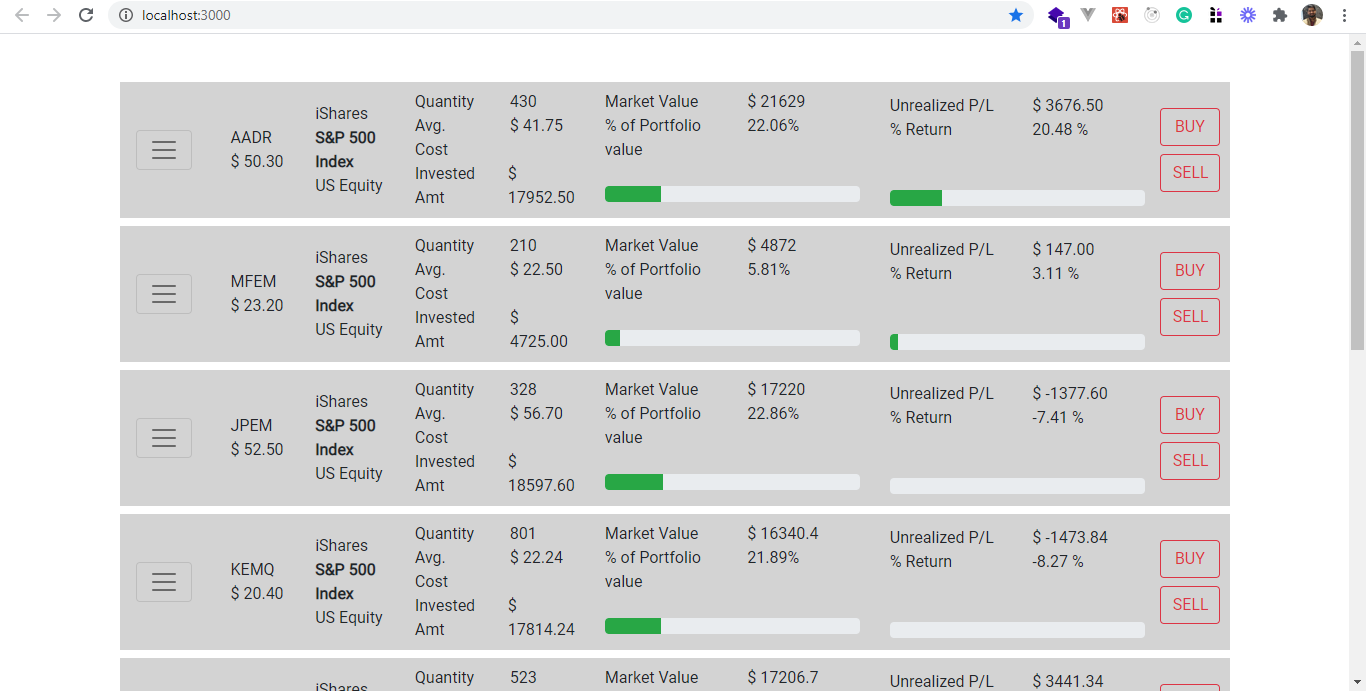 localhost:3000
1
AADR
$ 50.30
iShares
S&P 500
Index
US Equity
Quantity 430
Avg. $ 41.75
Cost
Invested $
Amt 17952.50
Market Value $ 21629
% of Portfolio 22.06%
value
Unrealized P/L $ 3676.50
% Return 20.48 %
BUY
SELL
MFEM
$ 23.20
iShares
S&P 500
Index
US Equity
Quantity 210
Avg. $ 22.50
Cost
Invested $
Amt 4725.00
Market Value $ 4872
% of Portfolio 5.81%
value
Unrealized P/L $ 147.00
% Return 3.11 %
BUY
SELL
JPEM
$ 52.50
iShares
S&P 500
Index
US Equity
Quantity 328
Avg. $ 56.70
Cost
Invested $
Amt 18597.60
Market Value $ 17220
% of Portfolio 22.86%
value
Unrealized P/L $ -1377.60
% Return -7.41 %
BUY
SELL
KEMQ
$ 20.40
iShares
S&P 500
Index
US Equity
Quantity 801
Avg. $ 22.24
Cost
Invested $
Amt 17814.24
Market Value $ 16340.4
% of Portfolio 21.89%
value
Unrealized P/L $ -1473.84
% Return -8.27 %
BUY
SELL
iShares
Quantity 523
Market Value $ 17206.7
Unrealized P/L $ 3441.34